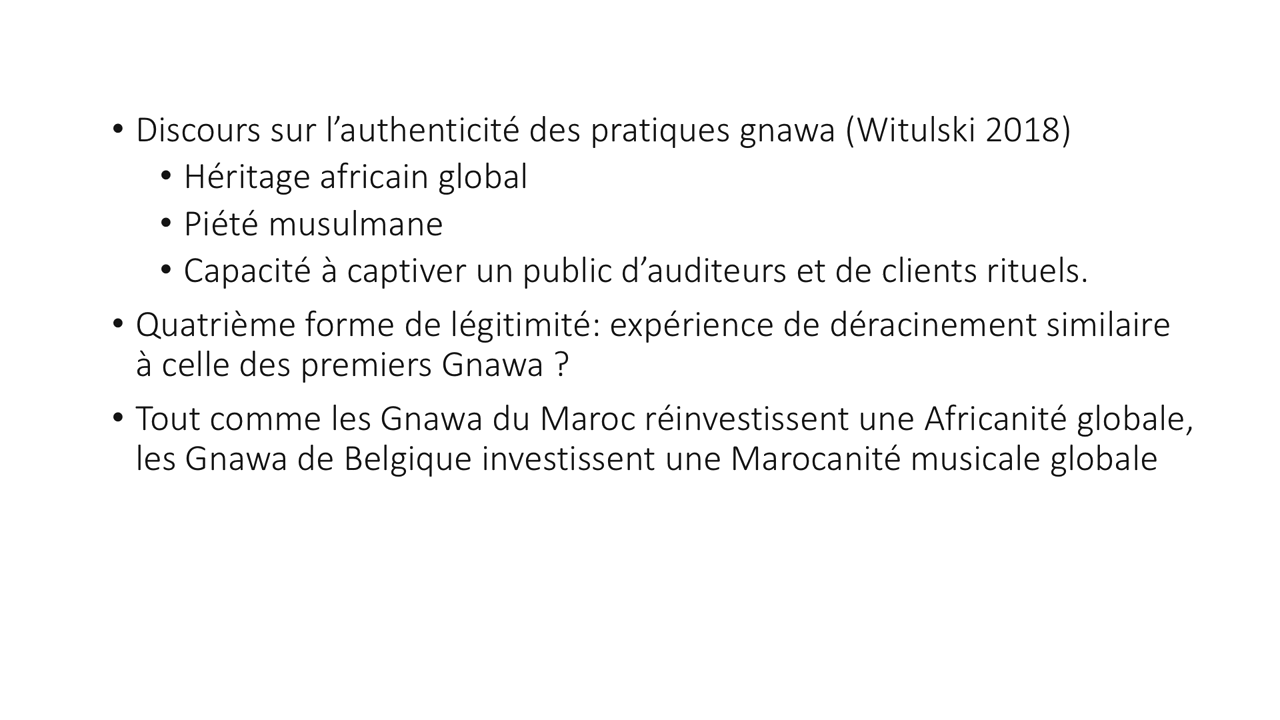 • Discours sur l’authenticité des pratiques gnawa (Witulski 2018)
• Héritage africain global
• Piété musulmane
• Capacité à captiver un public d’auditeurs et de clients rituels.
• Quatrième forme de légitimité: expérience de déracinement similaire
à celle des premiers Gnawa ?
• Tout comme les Gnawa du Maroc réinvestissent une Africanité globale,
les Gnawa de Belgique investissent une Marocanité musicale globale